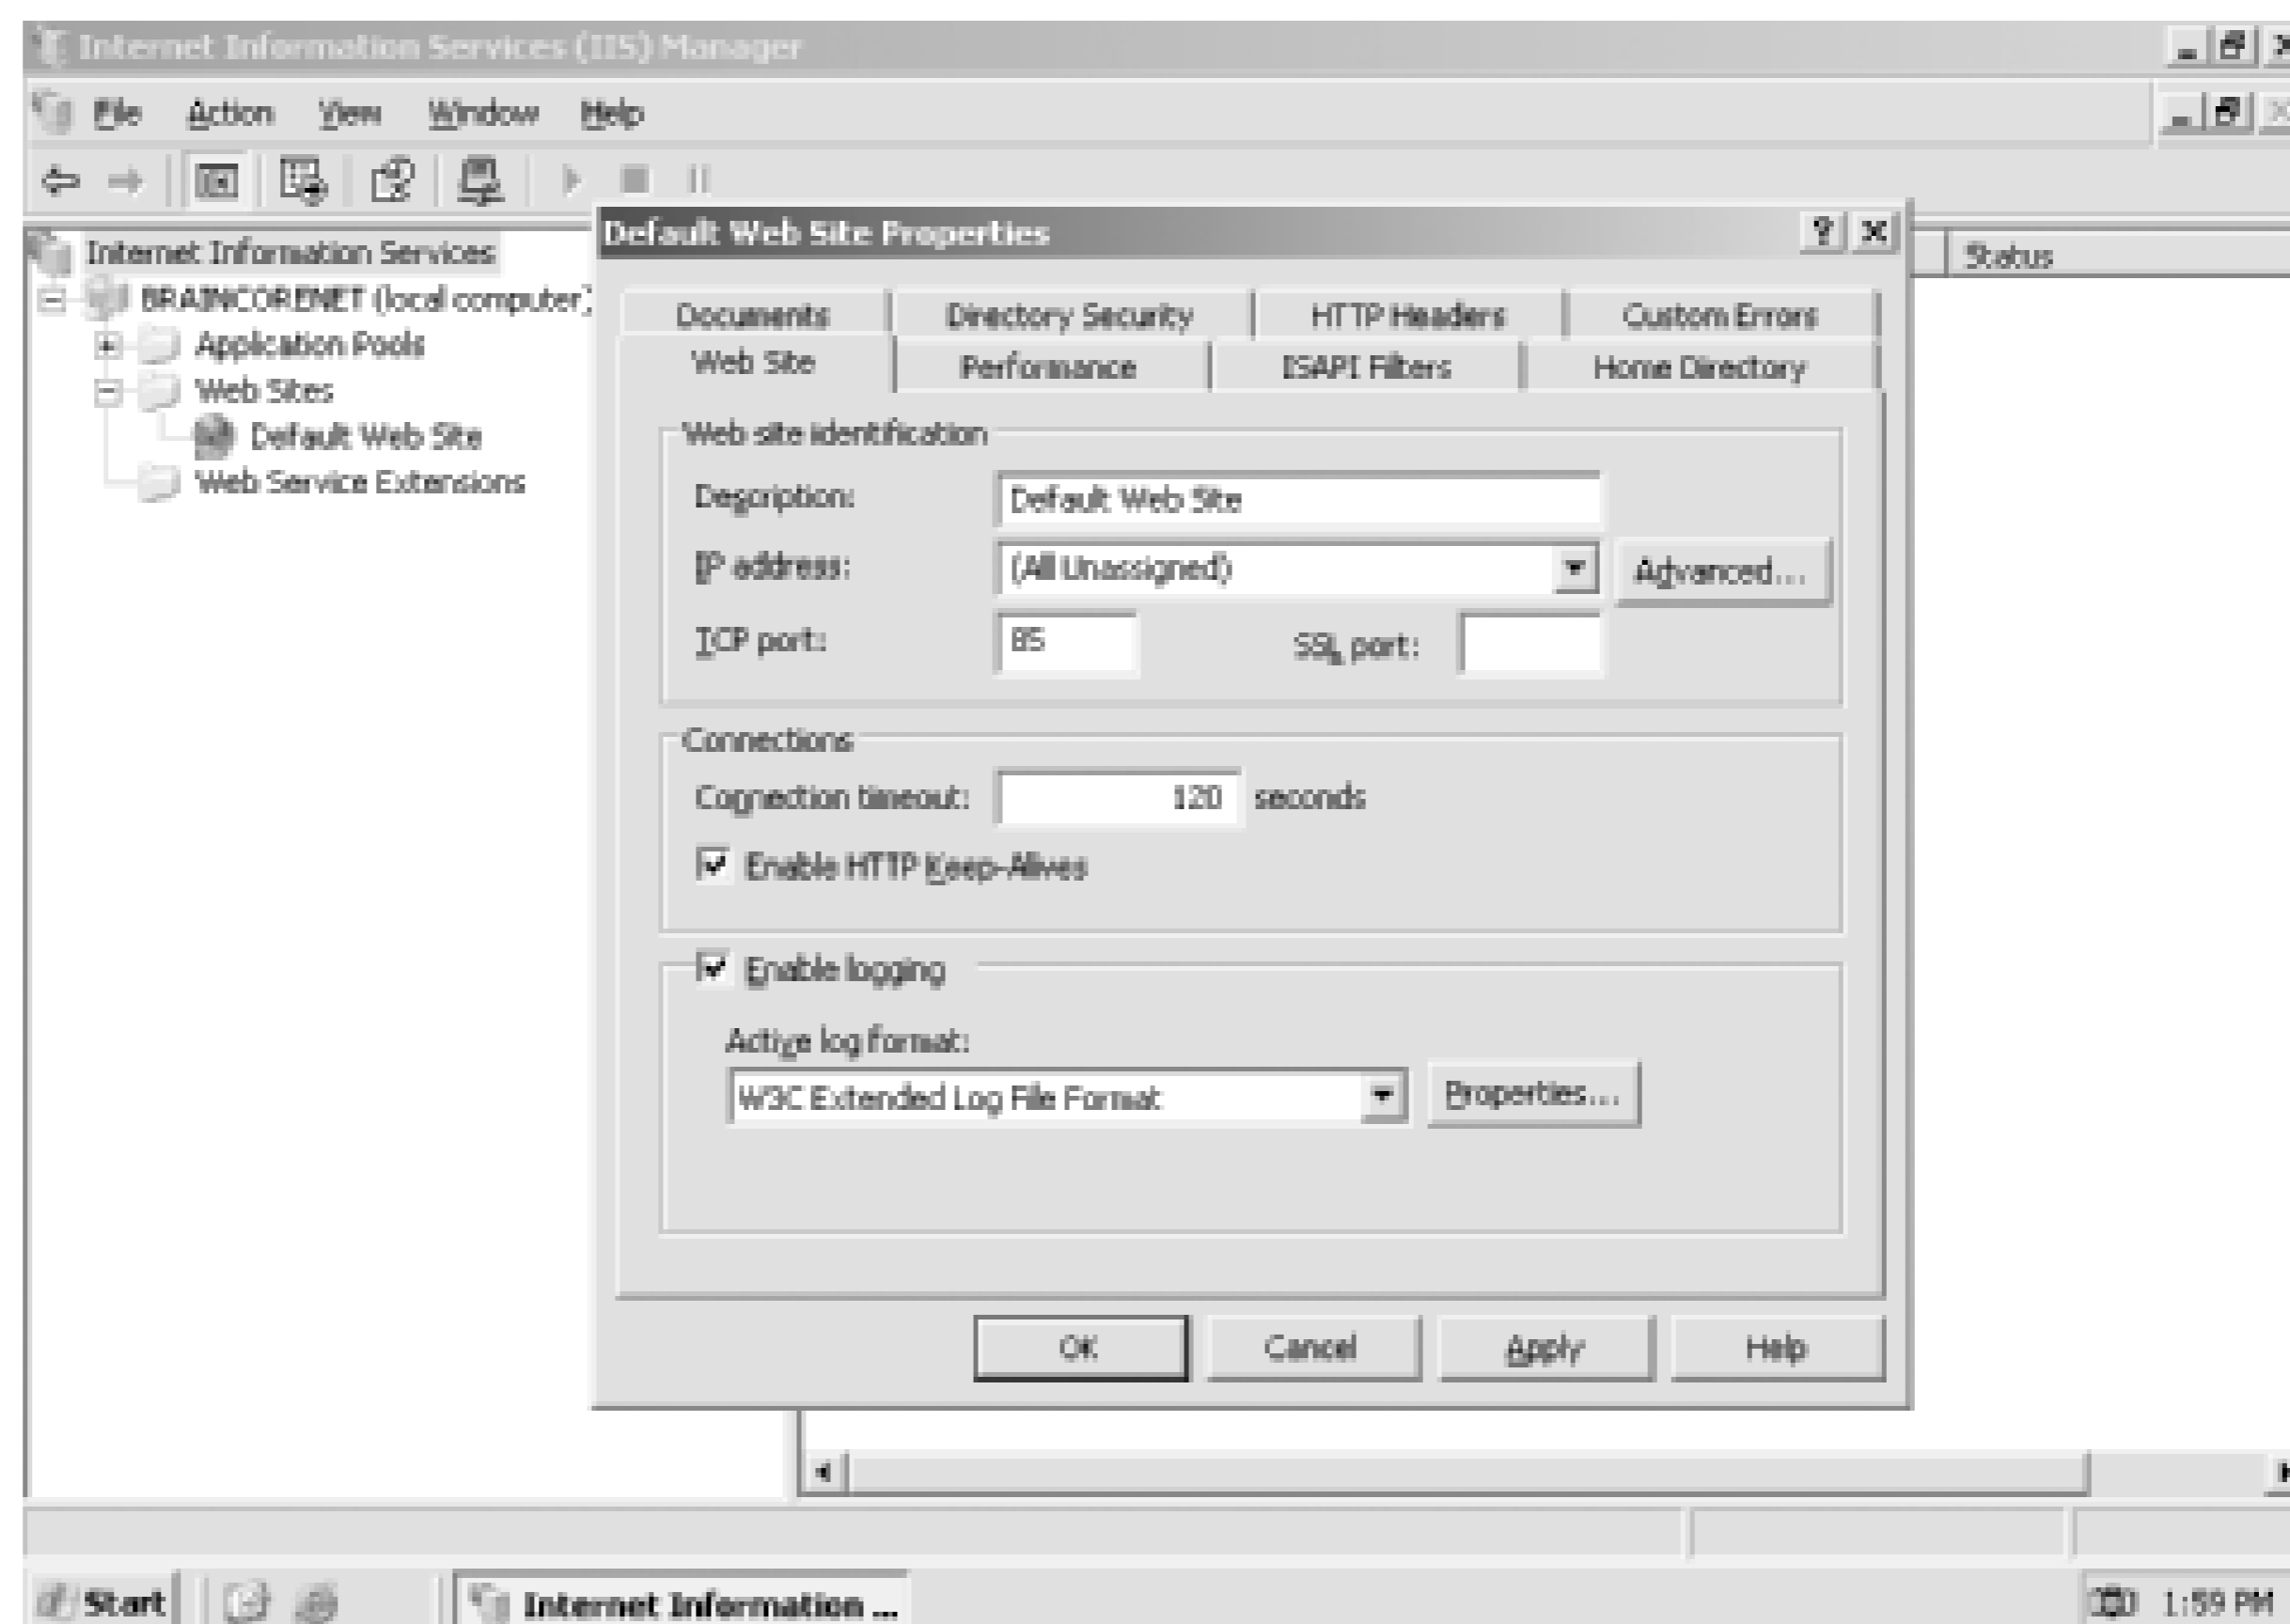 Internet Information Services (IIS) Manager
File Action View Window Help
Internet Information Services
BRAINCORENET (local computer)
Application Pools
Web Sites
Default Web Site
Web Service Extensions
Status
Default Web Site Properties
Documents Directory Security HTTP Headers Custom Errors
Web Site Performance ISAPI Filters Home Directory
Web site identification
Description: Default Web Site
IP address: (All Unassigned) Advanced...
TCP port: 85 SSL port:
Connections
Connection timeout: 120 seconds
Enable HTTP Keep-Alives
Enable logging
Active log format:
W3C Extended Log File Format Properties...
OK Cancel Apply Help
Start Internet Information ... 1:59 PM